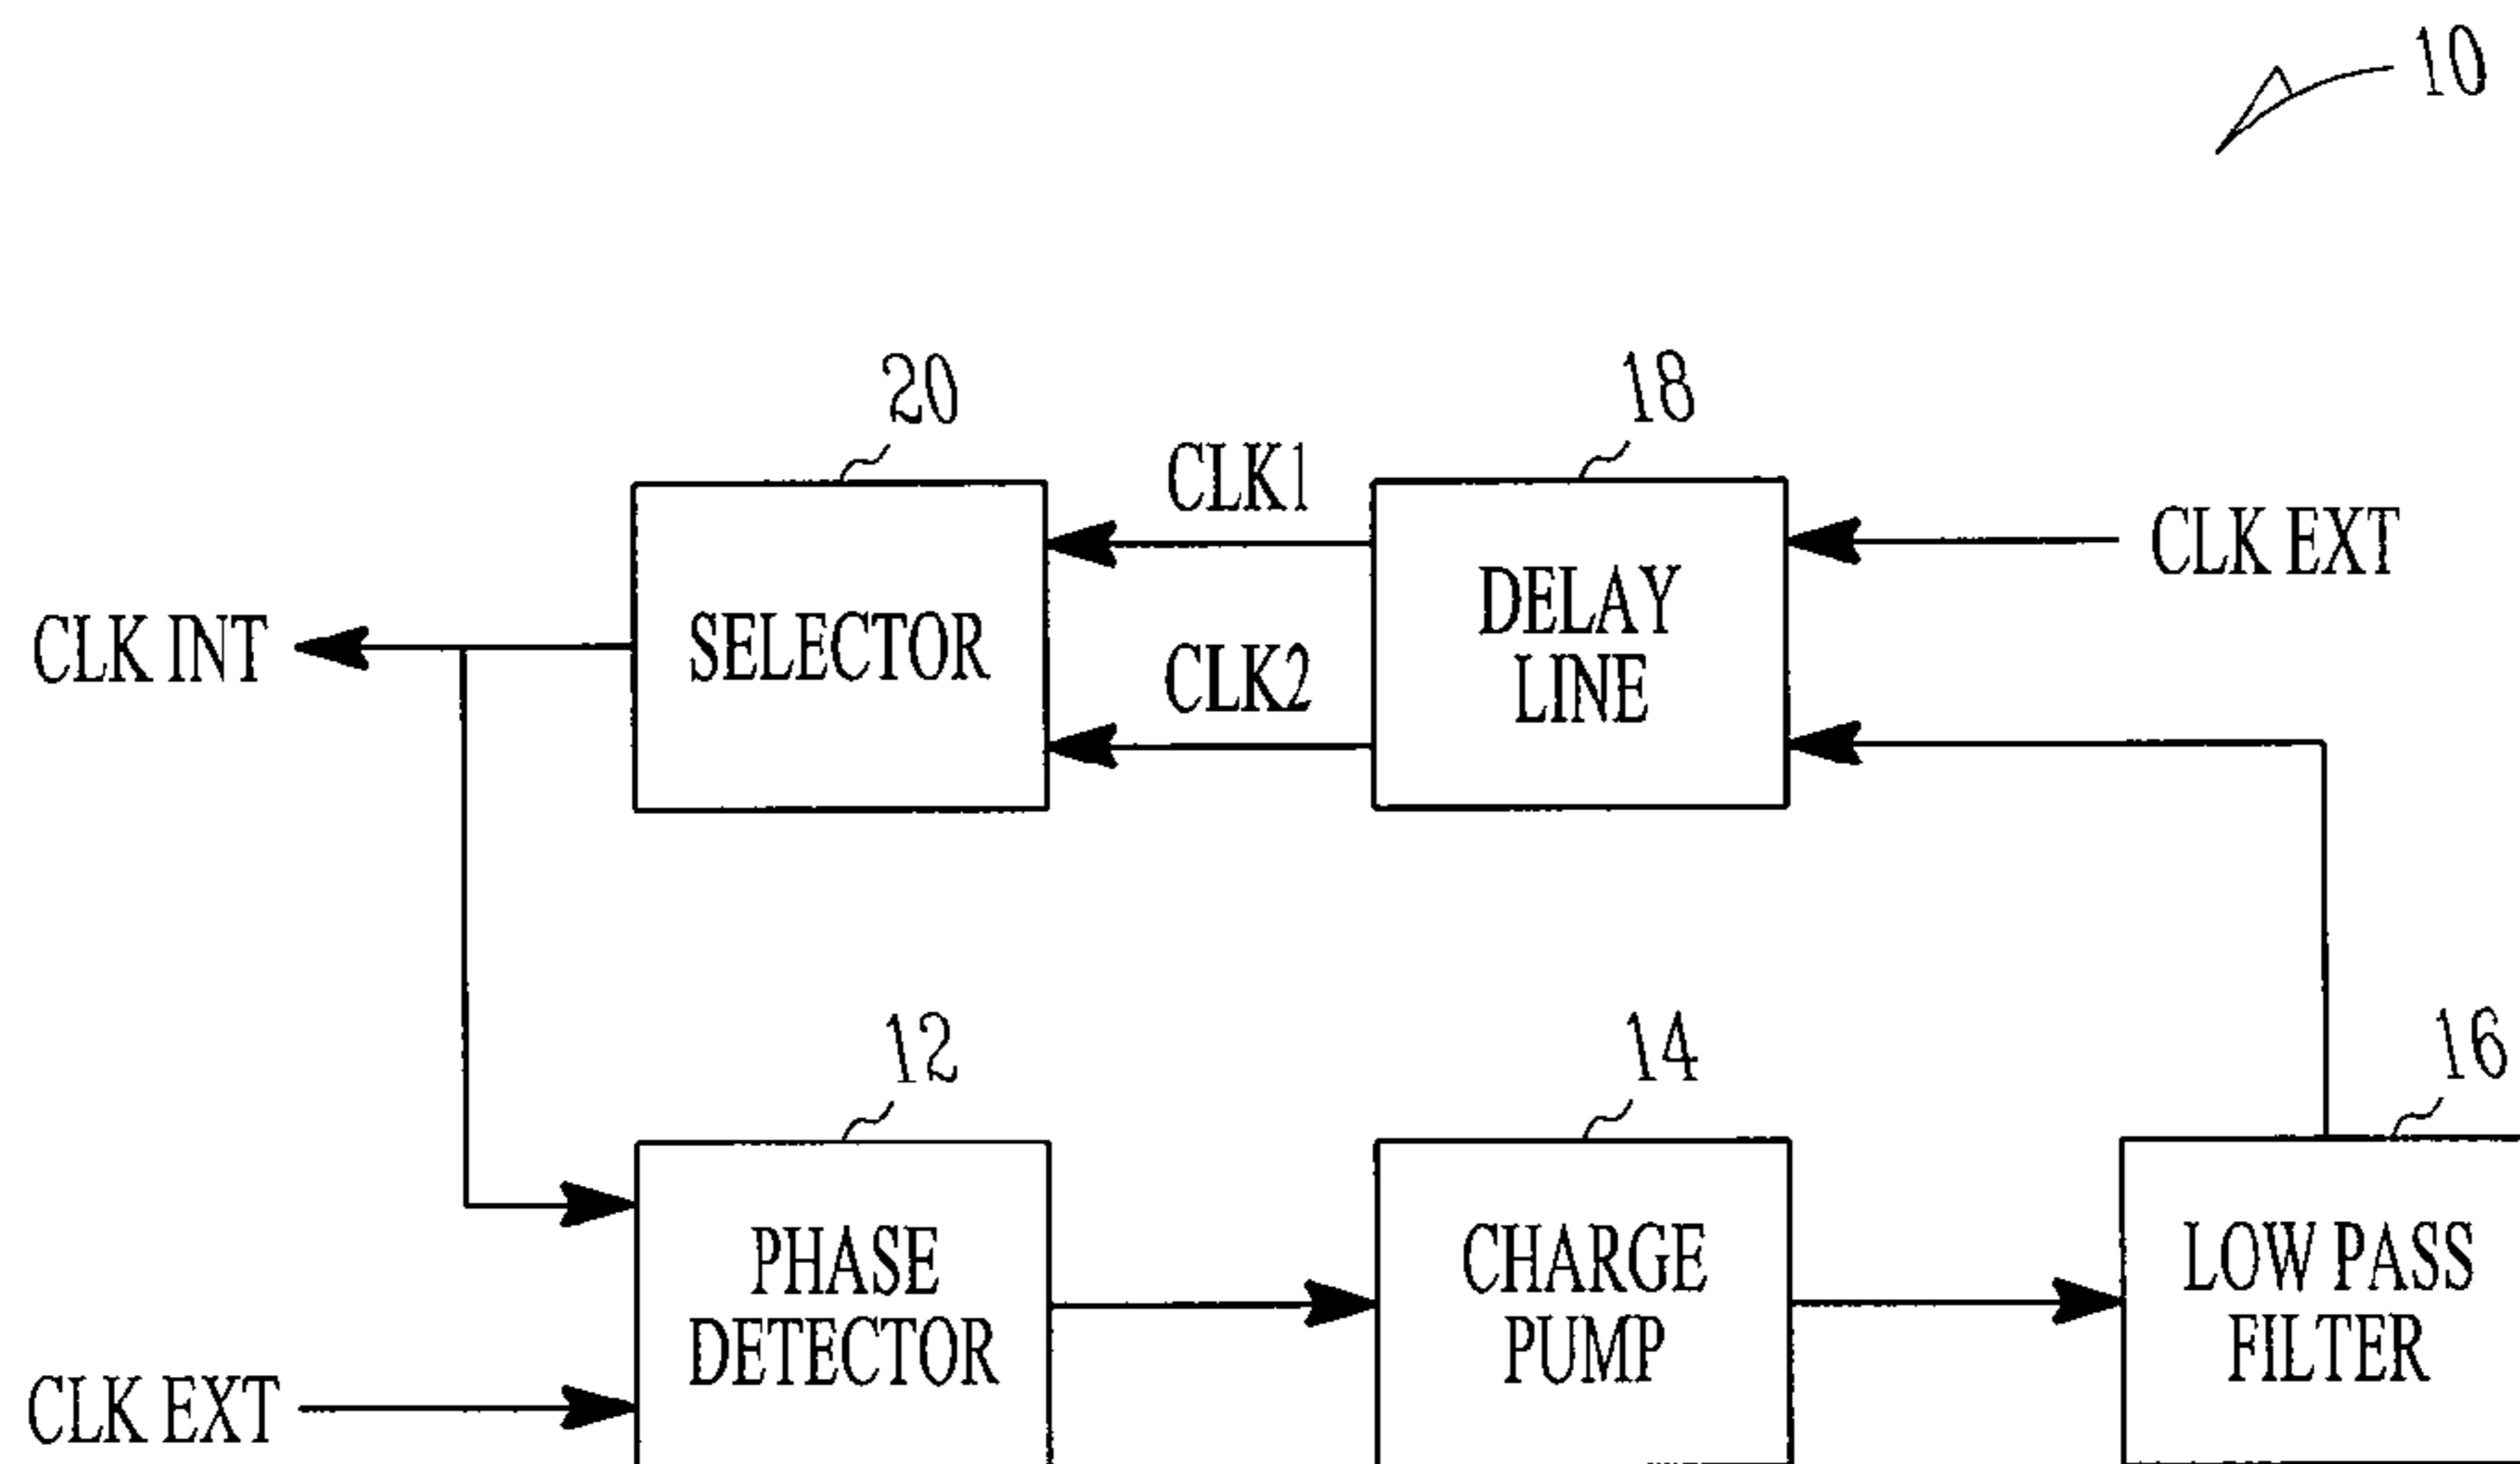 10
20
18
CLK1
CLK EXT
DELAY
LINE
CLK INT
SELECTOR
CLK2
12
14
16
PHASE
DETECTOR
CHARGE
PUMP
LOW PASS
FILTER
CLK EXT